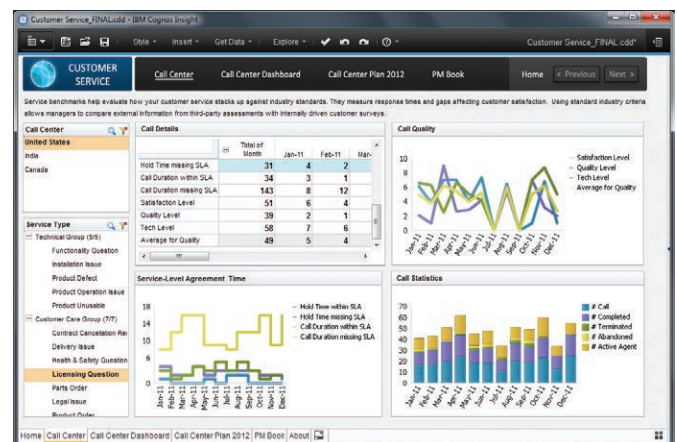 Customer Service_FINAL.cdd - IBM Cognos Insight
Style Insert Get Data Explore Customer Service_FINAL.cdd*
CUSTOMER SERVICE
Call Center Call Center Dashboard Call Center Plan 2012 PM Book Home < Previous Next >
Service benchmarks help evaluate how your customer service stacks up against industry standards. They measure response times and gaps affecting customer satisfaction. Using standard industry criteria
allows managers to compare external information from third-party assessments with internally driven customer surveys.
Call Center
United States
India
Canada
Service Type
Technical Group (5/5)
Functionality Question
Installation Issue
Product Defect
Product Operation Issue
Product Unusable
Customer Care Group (7/7)
Contract Cancellation Re
Delivery Issue
Health & Safety Question
Licensing Question
Parts Order
Legal Issue
Product Order
Call Details
Total of Month Jan-11 Feb-11 Mar-
Hold Time missing SLA 31 4 2
Call Duration within SLA 34 3 1
Call Duration missing SLA 143 8 12
Satisfaction Level 51 6 4
Quality Level 39 2 1
Tech Level 58 7 6
Average for Quality 49 5 4
Call Quality
10
8
6
4
2
0
Jan-11 Feb-11 Mar-11 Apr-11 May-11 Jun-11 Jul-11 Aug-11 Sep-11 Oct-11 Nov-11 Dec-11
Satisfaction Level
Quality Level
Tech Level
Average for Quality
Service-Level Agreement Time
18
14
10
6
0
Jan-11 Feb-11 Mar-11 Apr-11 May-11 Jun-11 Jul-11 Aug-11 Sep-11 Oct-11 Nov-11 Dec-11
Hold Time within SLA
Hold Time missing SLA
Call Duration within SLA
Call Duration missing SLA
Call Statistics
70
60
50
40
30
20
10
0
Jan-11 Feb-11 Mar-11 Apr-11 May-11 Jun-11 Jul-11 Aug-11 Sep-11 Oct-11 Nov-11 Dec-11
# Call
# Completed
# Terminated
# Abandoned
# Active Agent
Home Call Center Call Center Dashboard Call Center Plan 2012 PM Book About